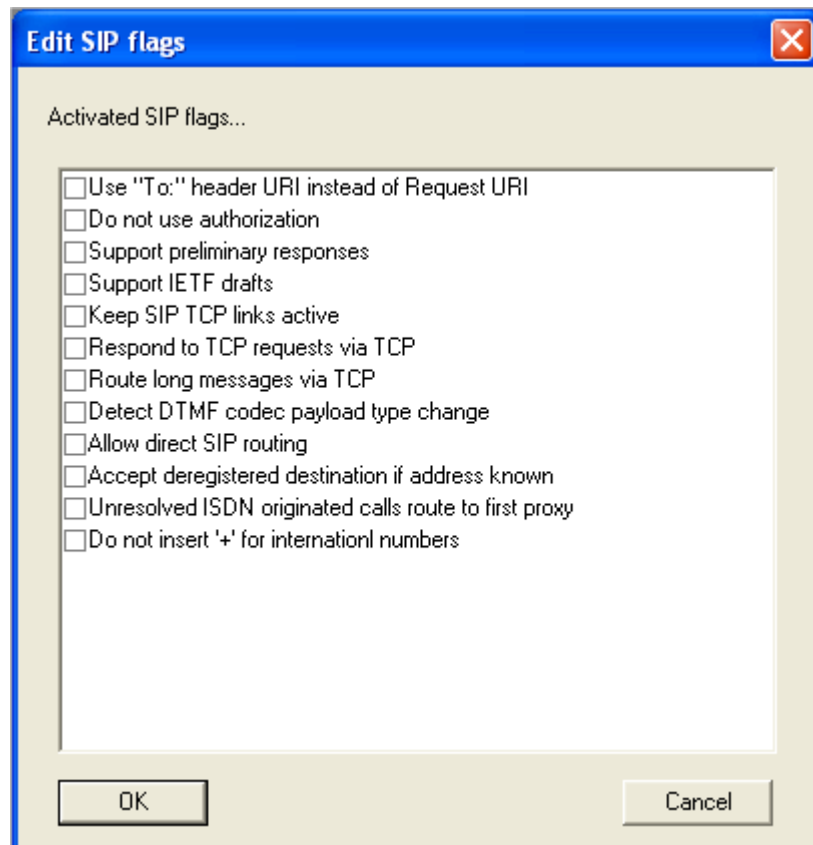 Edit SIP flags
Activated SIP flags...
Use "To:" header URI instead of Request URI
Do not use authorization
Support preliminary responses
Support IETF drafts
Keep SIP TCP links active
Respond to TCP requests via TCP
Route long messages via TCP
Detect DTMF codec payload type change
Allow direct SIP routing
Accept deregistered destination if address known
Unresolved ISDN originated calls route to first proxy
Do not insert '+' for internationl numbers
OK
Cancel